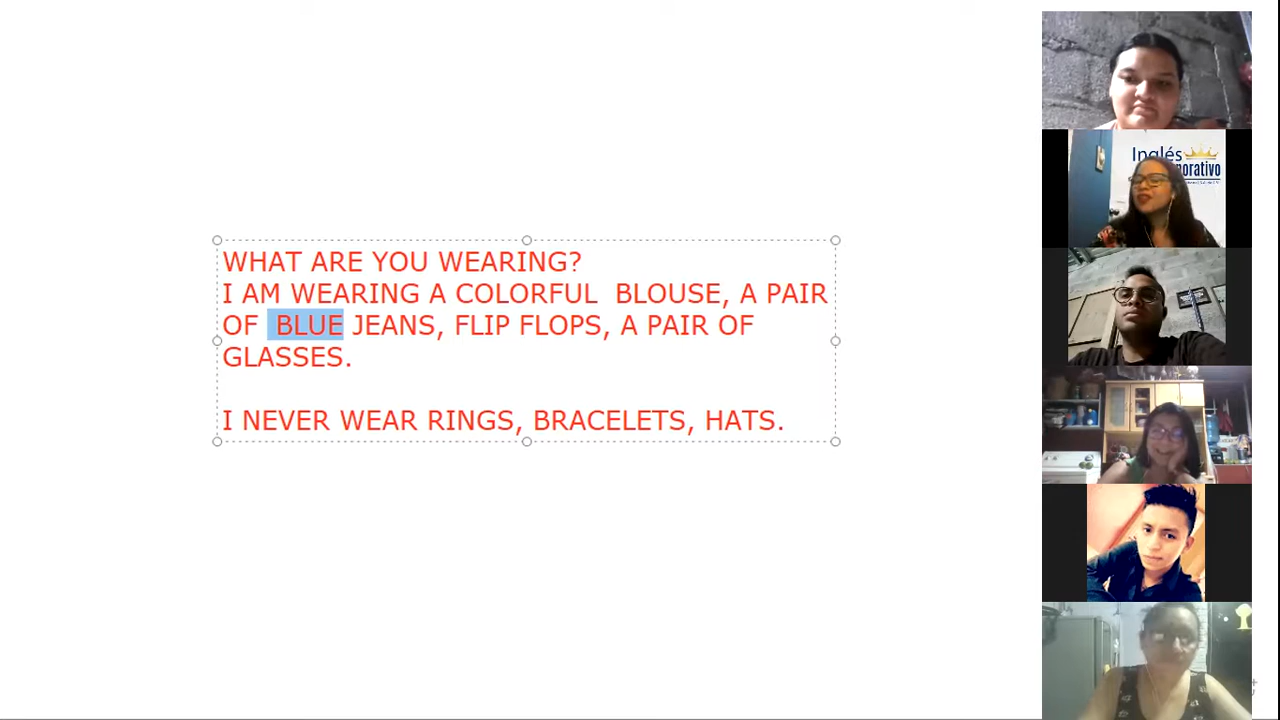 WHAT ARE YOU WEARING?
I AM WEARING A COLORFUL  BLOUSE, A PAIR
OF  BLUE JEANS, FLIP FLOPS, A PAIR OF
GLASSES.
I NEVER WEAR RINGS, BRACELETS, HATS.
Inglés